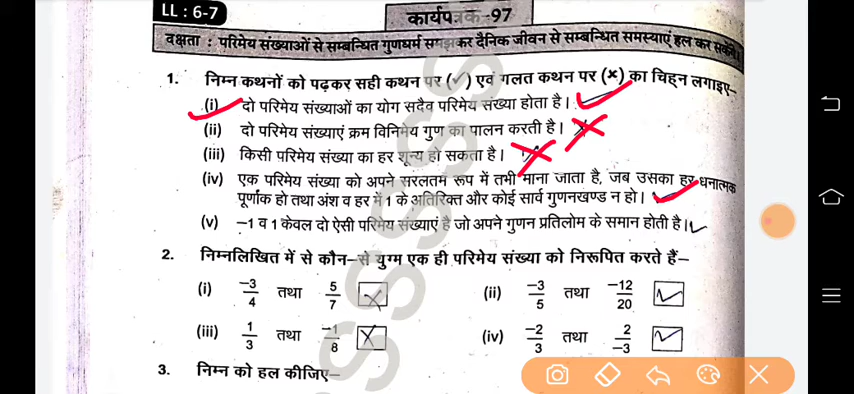 LL : 6-7
कार्यपत्रक -97
दक्षता : परिमेय संख्याओं से सम्बन्धित गुणधर्म समझकर दैनिक जीवन से सम्बन्धित समस्याएं हल कर सकेंगे
1. निम्न कथनों को पढ़कर सही कथन पर (✓) एवं गलत कथन पर (×) का चिह्न लगाइए–
(i) दो परिमेय संख्याओं का योग सदैव परिमेय संख्या होता है। ✓
(ii) दो परिमेय संख्याएं क्रम विनिमेय गुण का पालन करती है। ×
(iii) किसी परिमेय संख्या का हर शून्य हो सकता है। ×
(iv) एक परिमेय संख्या को अपने सरलतम रूप में तभी माना जाता है, जब उसका हर धनात्मक
पूर्णांक हो तथा अंश व हर में 1 के अतिरिक्त और कोई सार्व गुणनखण्ड न हो। ✓
(v) –1 व 1 केवल दो ऐसी परिमेय संख्याएं है जो अपने गुणन प्रतिलोम के समान होती है। ✓
2. निम्नलिखित में से कौन–से युग्म एक ही परिमेय संख्या को निरूपित करते हैं–
(i) -3/4 तथा 5/7 × (ii) -3/5 तथा -12/20 ✓
(iii) 1/3 तथा -1/8 × (iv) -2/3 तथा 2/-3 ✓
3. निम्न को हल कीजिए–
SSSSS